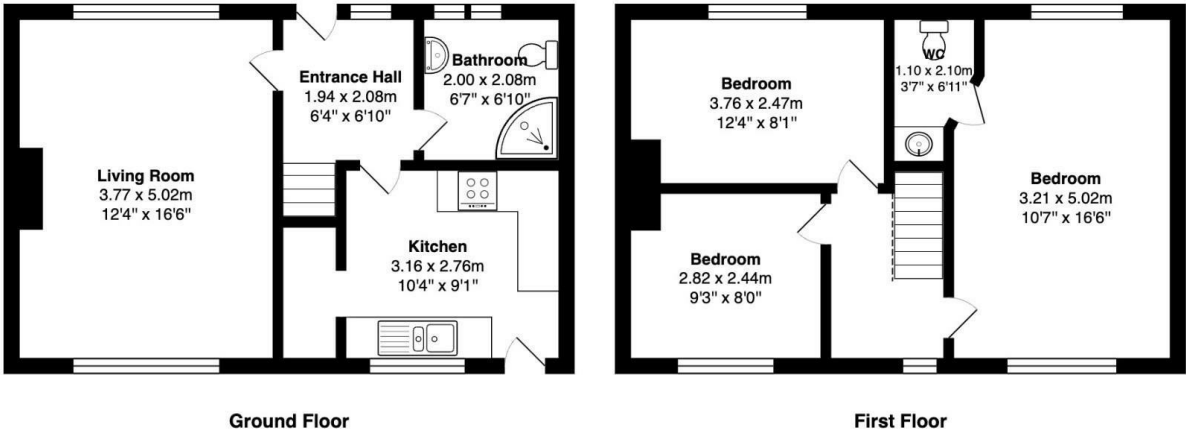 Living Room
3.77 x 5.02m
12'4" x 16'6"
Entrance Hall
1.94 x 2.08m
6'4" x 6'10"
Bathroom
2.00 x 2.08m
6'7" x 6'10"
Kitchen
3.16 x 2.76m
10'4" x 9'1"
Ground Floor
Bedroom
3.76 x 2.47m
12'4" x 8'1"
WC
1.10 x 2.10m
3'7" x 6'11"
Bedroom
3.21 x 5.02m
10'7" x 16'6"
Bedroom
2.82 x 2.44m
9'3" x 8'0"
First Floor